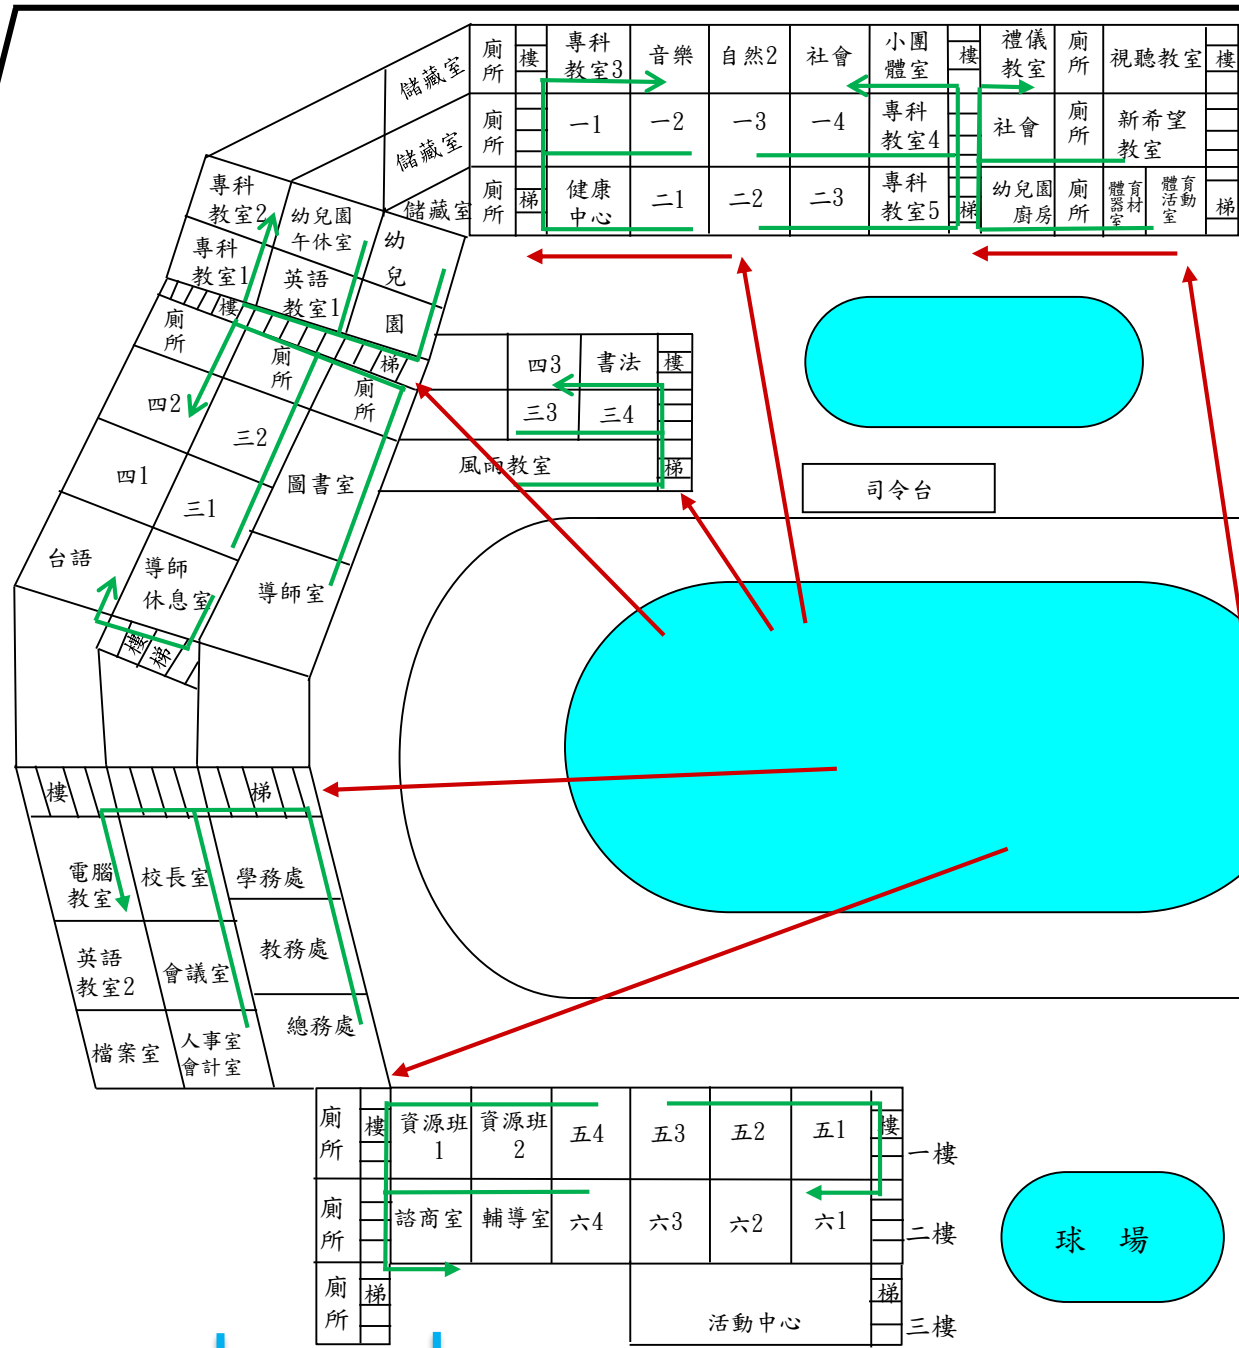 廁所
樓
專科
教室3
音樂
自然2
社會
小團
體室
樓
禮儀
教室
廁所
視聽教室
樓
儲藏室
廁所
一1
一2
一3
一4
專科
教室4
社會
廁所
新希望
教室
儲藏室
廁所
梯
健康
中心
二1
二2
二3
專科
教室5
梯
幼兒園
廚房
廁所
體育
器材
室
體育
活動
室
梯
儲藏室
專科
教室2
幼兒園
午休室
幼兒園
專科
教室1
英語
教室1
樓
梯
廁所
廁所
廁所
四3
書法
樓
三3
三4
風雨教室
梯
四2
三2
圖書室
四1
三1
台語
導師
休息室
導師室
樓
梯
司令台
樓
梯
電腦
教室
校長室
學務處
英語
教室2
會議室
教務處
檔案室
人事室
會計室
總務處
廁所
樓
資源班
1
資源班
2
五4
五3
五2
五1
樓
一樓
廁所
諮商室
輔導室
六4
六3
六2
六1
二樓
廁所
梯
活動中心
梯
三樓
球 場